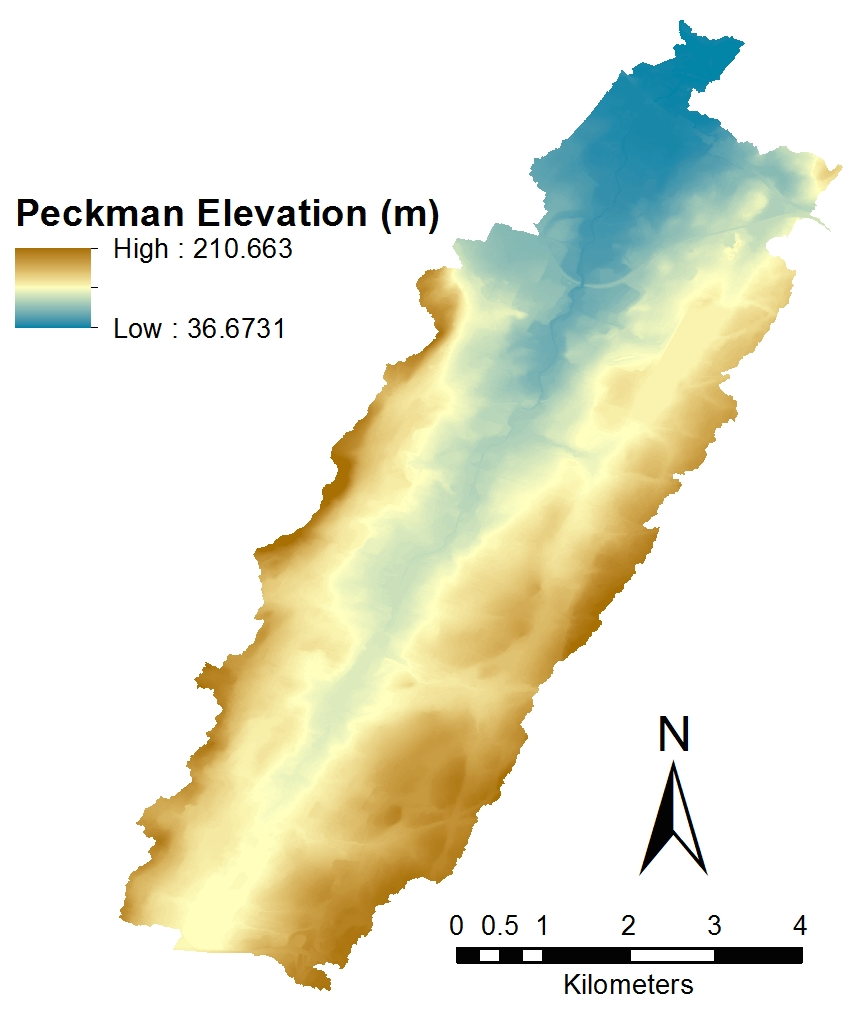 Peckman Elevation (m)
High : 210.663
Low : 36.6731
N
0 0.5 1 2 3 4
Kilometers